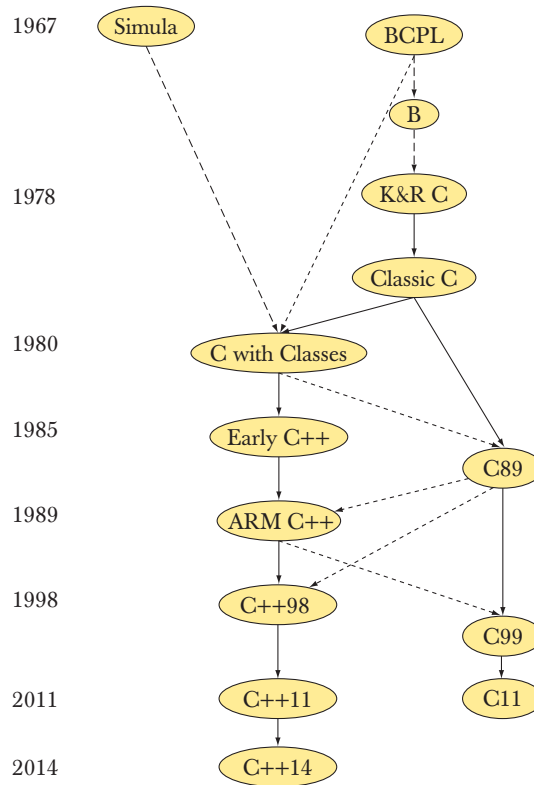 1967
Simula
BCPL
B
1978
K&R C
Classic C
1980
C with Classes
1985
Early C++
C89
1989
ARM C++
1998
C++98
C99
2011
C++11
C11
2014
C++14